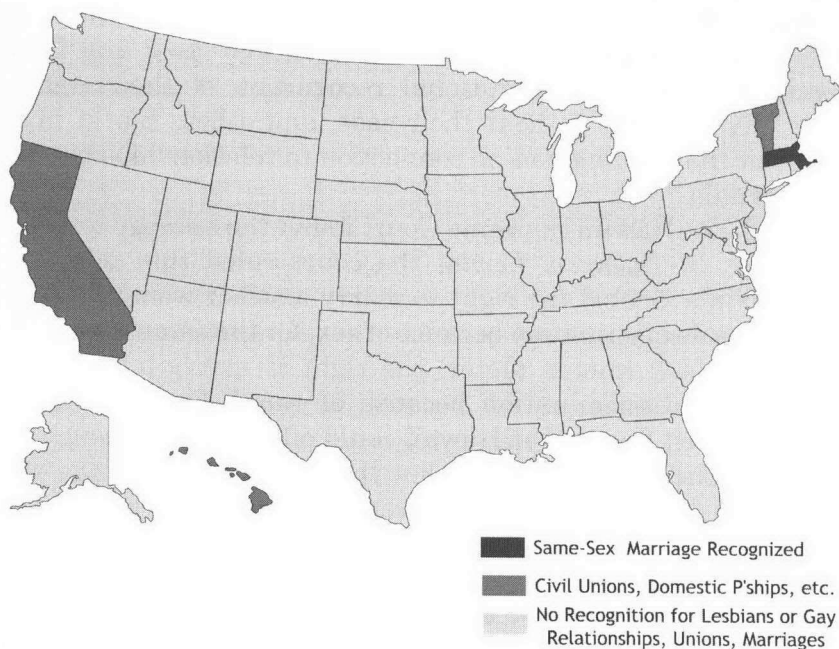 Same-Sex Marriage Recognized
Civil Unions, Domestic P'ships, etc.
No Recognition for Lesbians or Gay
Relationships, Unions, Marriages